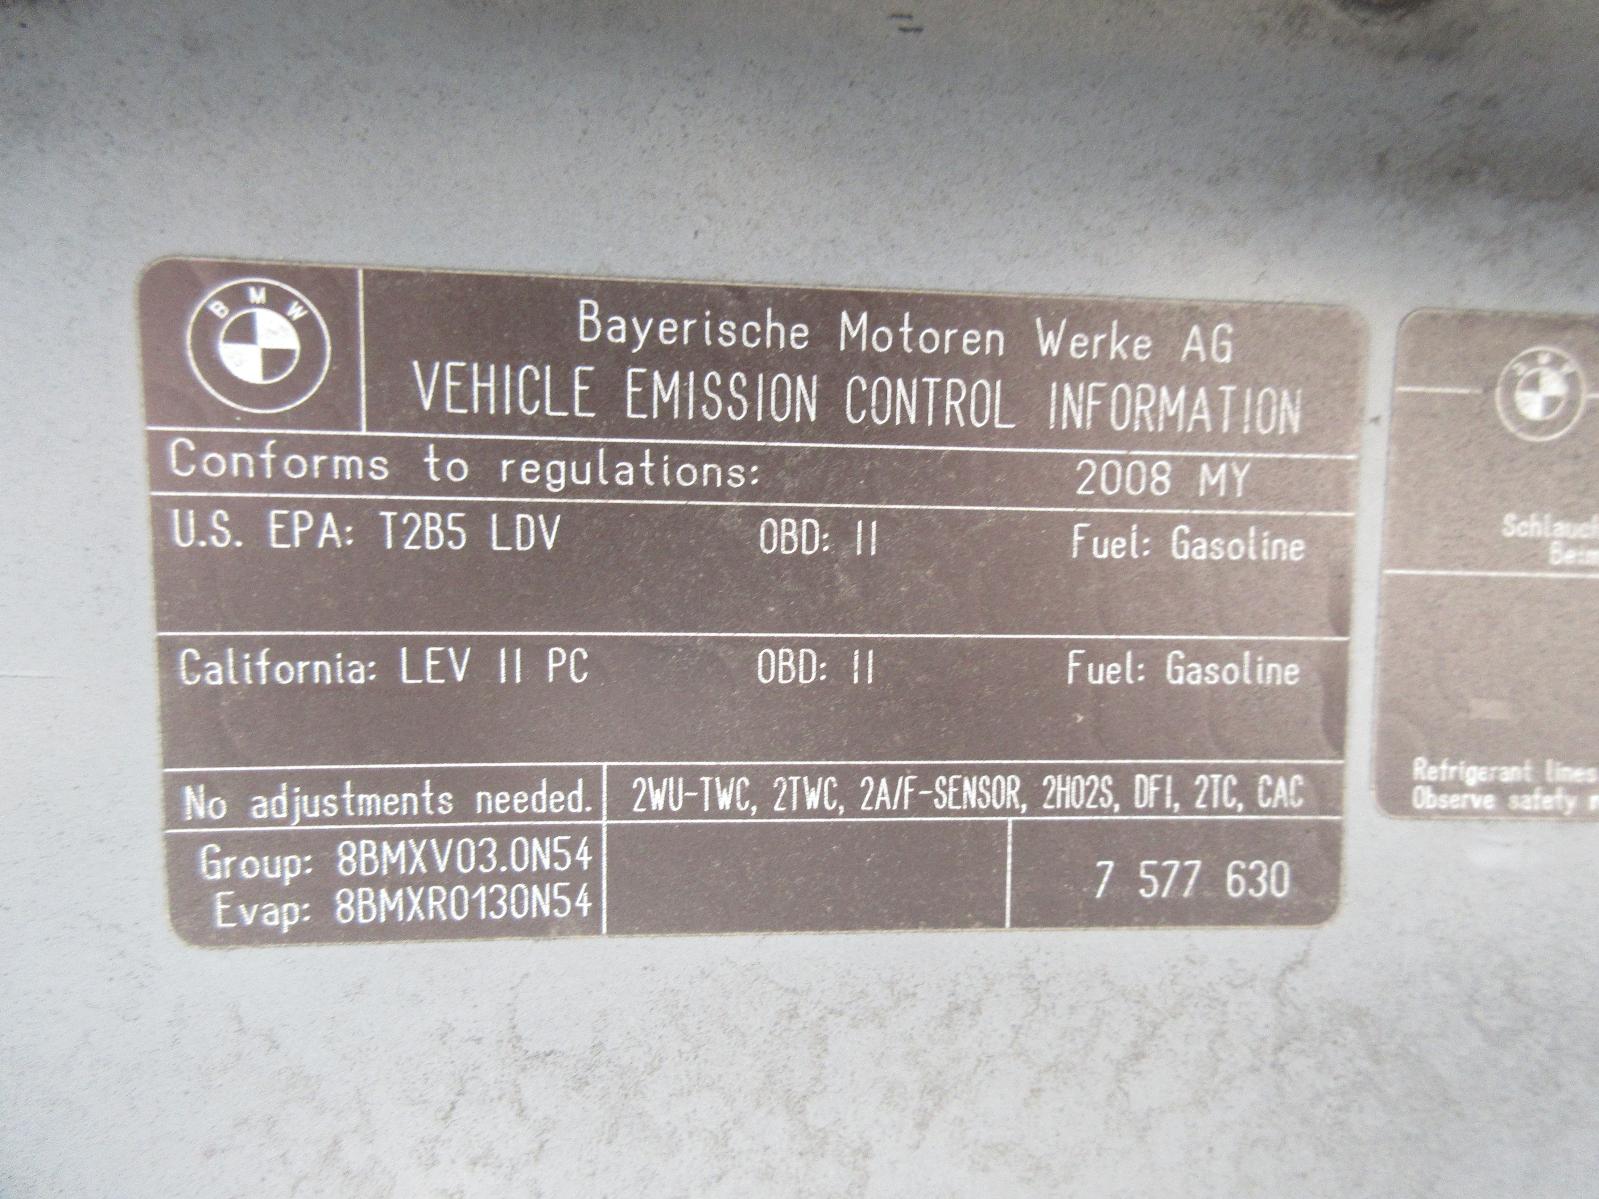 BMW
Bayerische Motoren Werke AG
VEHICLE EMISSION CONTROL INFORMATION
Conforms to regulations: 2008 MY
U.S. EPA: T2B5 LDV OBD: II Fuel: Gasoline
California: LEV II PC OBD: II Fuel: Gasoline
No adjustments needed. 2WU-TWC, 2TWC, 2A/F-SENSOR, 2HO2S, DFI, 2TC, CAC
Group: 8BMXV03.0N54
Evap: 8BMXR0130N54
7 577 630
BMW
Refrigerant lines
Observe safety